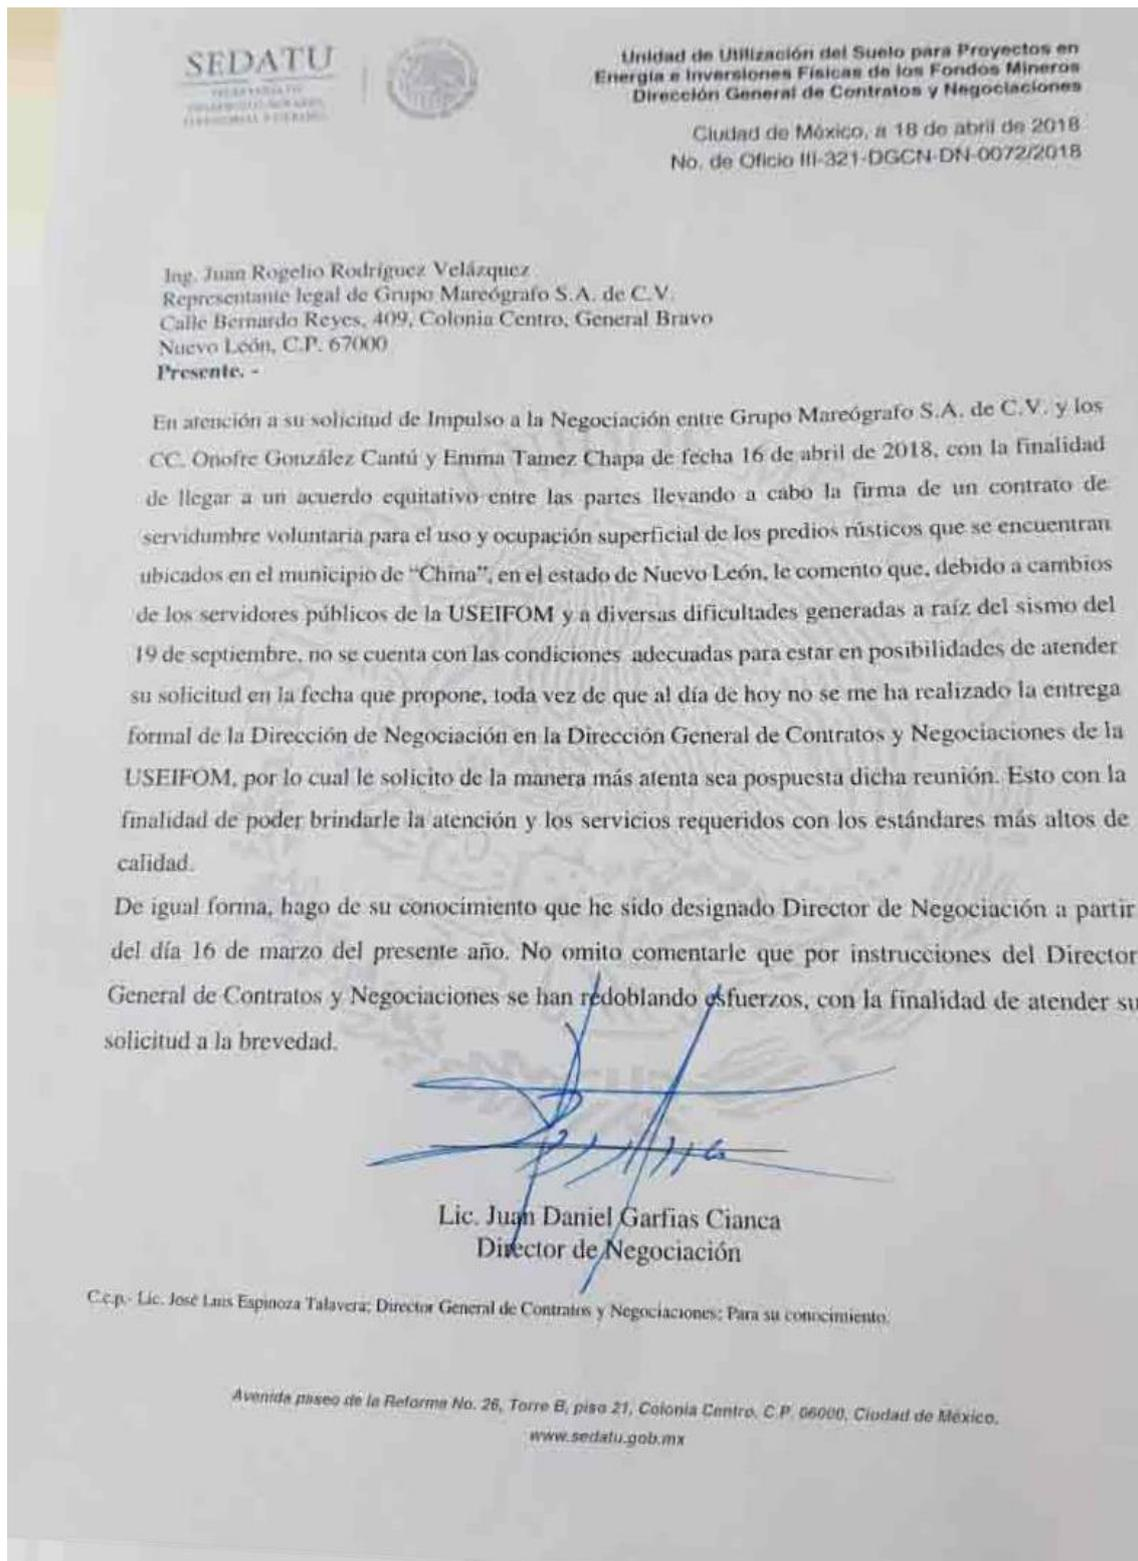 SEDATU
SECRETARÍA DE
DESARROLLO AGRARIO,
TERRITORIAL Y URBANO
Unidad de Utilización del Suelo para Proyectos en
Energía e Inversiones Físicas de los Fondos Mineros
Dirección General de Contratos y Negociaciones
Ciudad de México, a 18 de abril de 2018
No. de Oficio III-321-DGCN-DN-0072/2018
Ing. Juan Rogelio Rodríguez Velázquez
Representante legal de Grupo Mareógrafo S.A. de C.V.
Calle Bernardo Reyes, 409, Colonia Centro, General Bravo
Nuevo León, C.P. 67000
Presente. -
En atención a su solicitud de Impulso a la Negociación entre Grupo Mareógrafo S.A. de C.V. y los
CC. Onofre González Cantú y Emma Tamez Chapa de fecha 16 de abril de 2018, con la finalidad
de llegar a un acuerdo equitativo entre las partes llevando a cabo la firma de un contrato de
servidumbre voluntaria para el uso y ocupación superficial de los predios rústicos que se encuentran
ubicados en el municipio de “China”, en el estado de Nuevo León, le comento que, debido a cambios
de los servidores públicos de la USEIFOM y a diversas dificultades generadas a raíz del sismo del
19 de septiembre, no se cuenta con las condiciones adecuadas para estar en posibilidades de atender
su solicitud en la fecha que propone, toda vez de que al día de hoy no se me ha realizado la entrega
formal de la Dirección de Negociación en la Dirección General de Contratos y Negociaciones de la
USEIFOM, por lo cual le solicito de la manera más atenta sea pospuesta dicha reunión. Esto con la
finalidad de poder brindarle la atención y los servicios requeridos con los estándares más altos de
calidad.
De igual forma, hago de su conocimiento que he sido designado Director de Negociación a partir
del día 16 de marzo del presente año. No omito comentarle que por instrucciones del Director
General de Contratos y Negociaciones se han redoblando esfuerzos, con la finalidad de atender su
solicitud a la brevedad.
Lic. Juan Daniel Garfias Cianca
Director de Negociación
C.c.p.- Lic. José Luis Espinoza Talavera; Director General de Contratos y Negociaciones; Para su conocimiento.
Avenida paseo de la Reforma No. 26, Torre B, piso 21, Colonia Centro, C.P. 06000, Ciudad de México.
www.sedatu.gob.mx